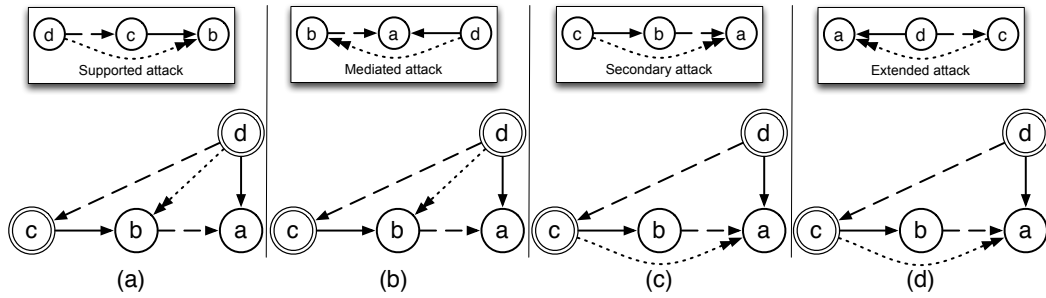 d c b
Supported attack
b a d
Mediated attack
c b a
Secondary attack
a d c
Extended attack
d
c b a
(a)
d
c b a
(b)
d
c b a
(c)
d
c b a
(d)